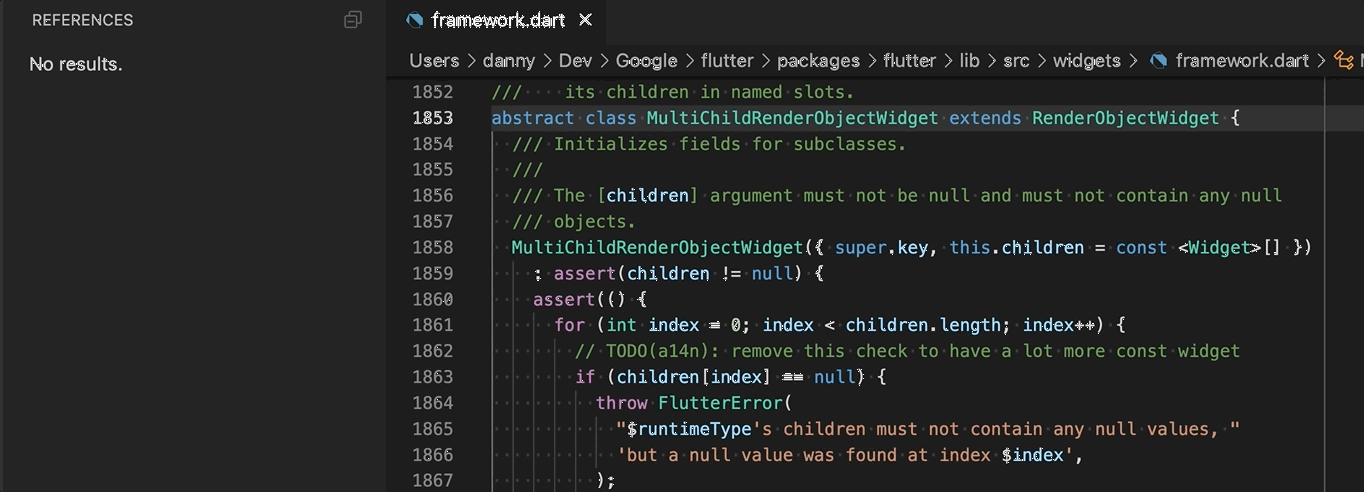 REFERENCES
No results.
framework.dart
Users > danny > Dev > Google > flutter > packages > flutter > lib > src > widgets > framework.dart >
1852 ///     its children in named slots.
1853 abstract class MultiChildRenderObjectWidget extends RenderObjectWidget {
1854   /// Initializes fields for subclasses.
1855   ///
1856   /// The [children] argument must not be null and must not contain any null
1857   /// objects.
1858   MultiChildRenderObjectWidget({ super.key, this.children = const <Widget>[] })
1859     : assert(children != null) {
1860     assert(() {
1861       for (int index = 0; index < children.length; index++) {
1862         // TODO(a14n): remove this check to have a lot more const widget
1863         if (children[index] == null) {
1864           throw FlutterError(
1865             "$runtimeType's children must not contain any null values, "
1866             'but a null value was found at index $index',
1867           );